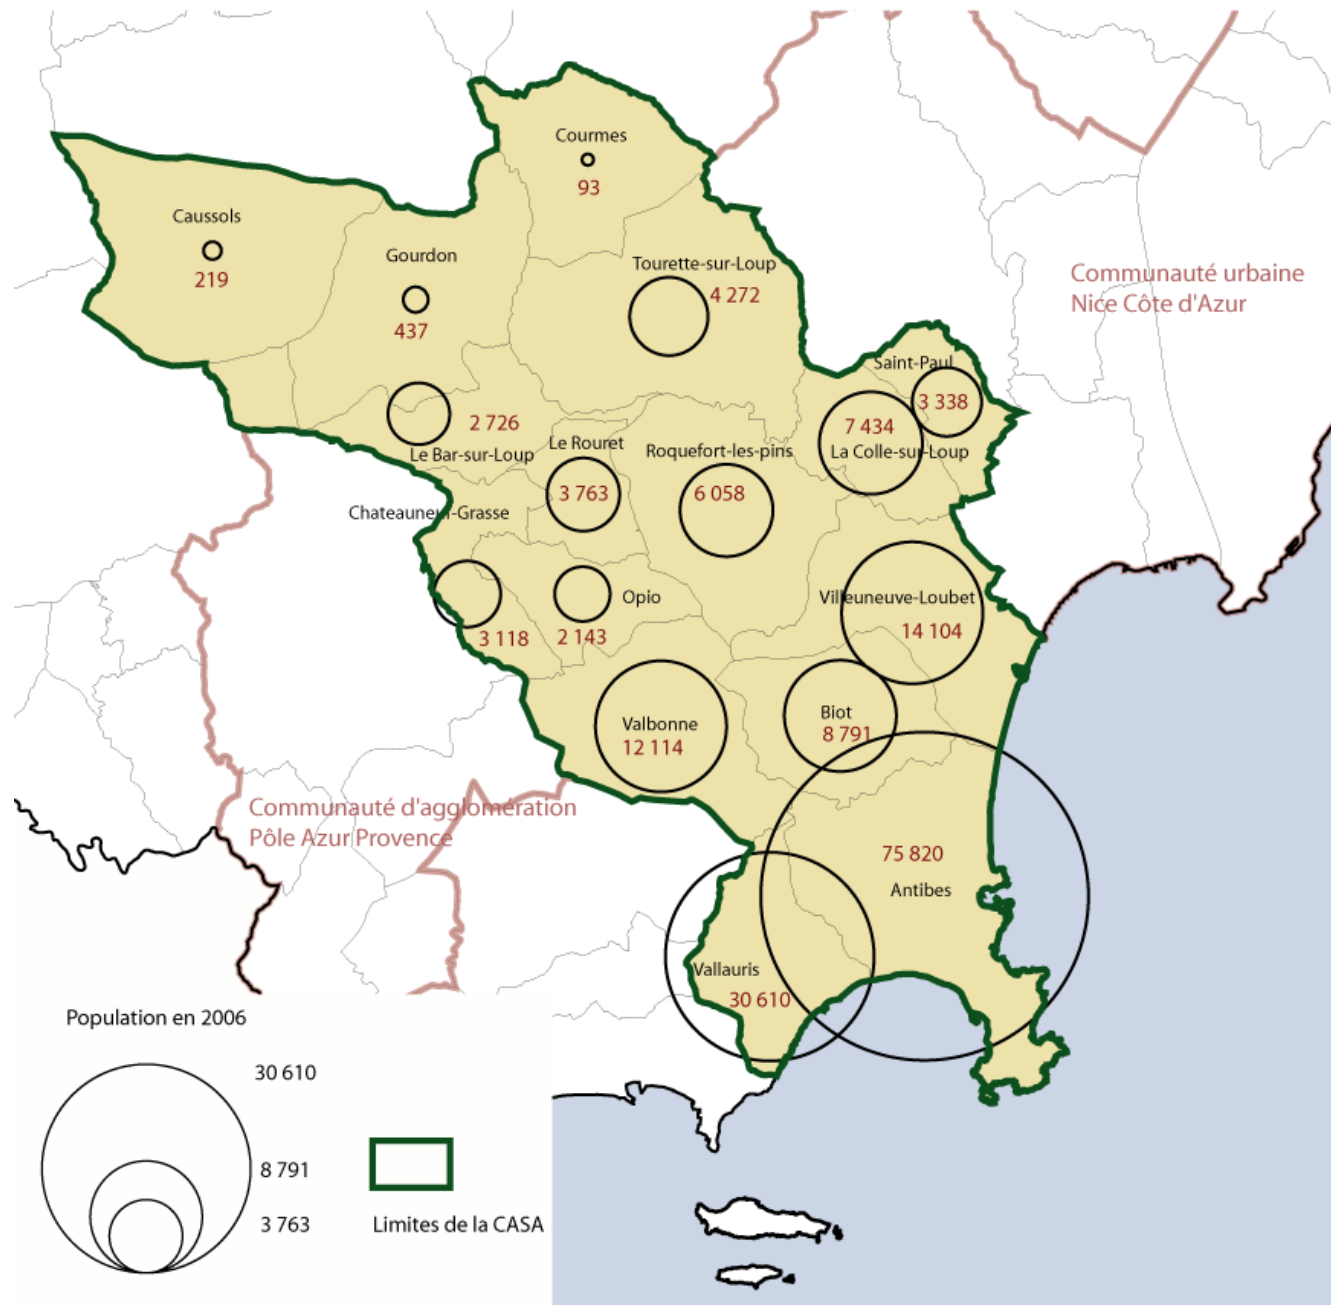 Courmes
93
Caussols
219
Gourdon
437
Tourette-sur-Loup
4 272
Communauté urbaine
Nice Côte d'Azur
Saint-Paul
3 338
7 434
La Colle-sur-Loup
2 726
Le Bar-sur-Loup
Le Rouret
3 763
Roquefort-les-pins
6 058
Chateauneuf-Grasse
3 118
Opio
2 143
Villeuneuve-Loubet
14 104
Valbonne
12 114
Biot
8 791
Communauté d'agglomération
Pôle Azur Provence
75 820
Antibes
Vallauris
30 610
Population en 2006
30 610
8 791
3 763
Limites de la CASA